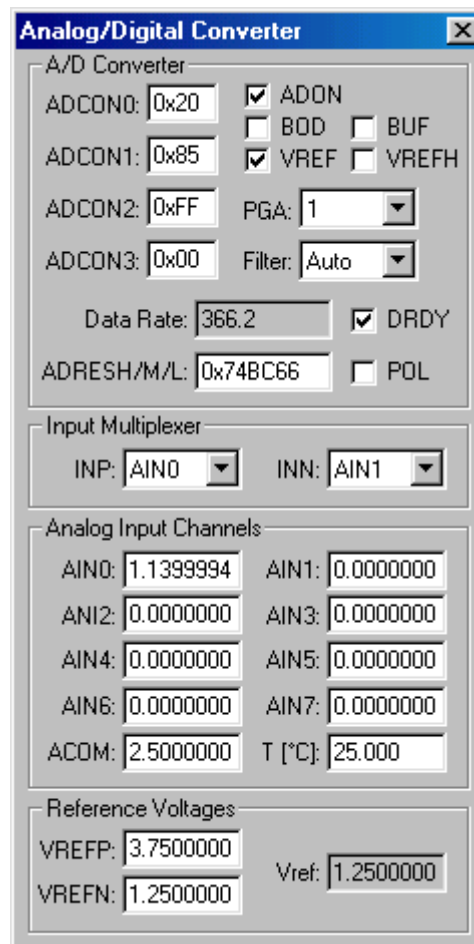 Analog/Digital Converter
A/D Converter
ADCON0: 0x20 ADON
BOD BUF
ADCON1: 0x85 VREF VREFH
ADCON2: 0xFF PGA: 1
ADCON3: 0x00 Filter: Auto
Data Rate: 366.2 DRDY
ADRESH/M/L: 0x74BC66 POL
Input Multiplexer
INP: AIN0 INN: AIN1
Analog Input Channels
AIN0: 1.1399994 AIN1: 0.0000000
ANI2: 0.0000000 AIN3: 0.0000000
AIN4: 0.0000000 AIN5: 0.0000000
AIN6: 0.0000000 AIN7: 0.0000000
ACOM: 2.5000000 T [°C]: 25.000
Reference Voltages
VREFP: 3.7500000
Vref: 1.2500000
VREFN: 1.2500000